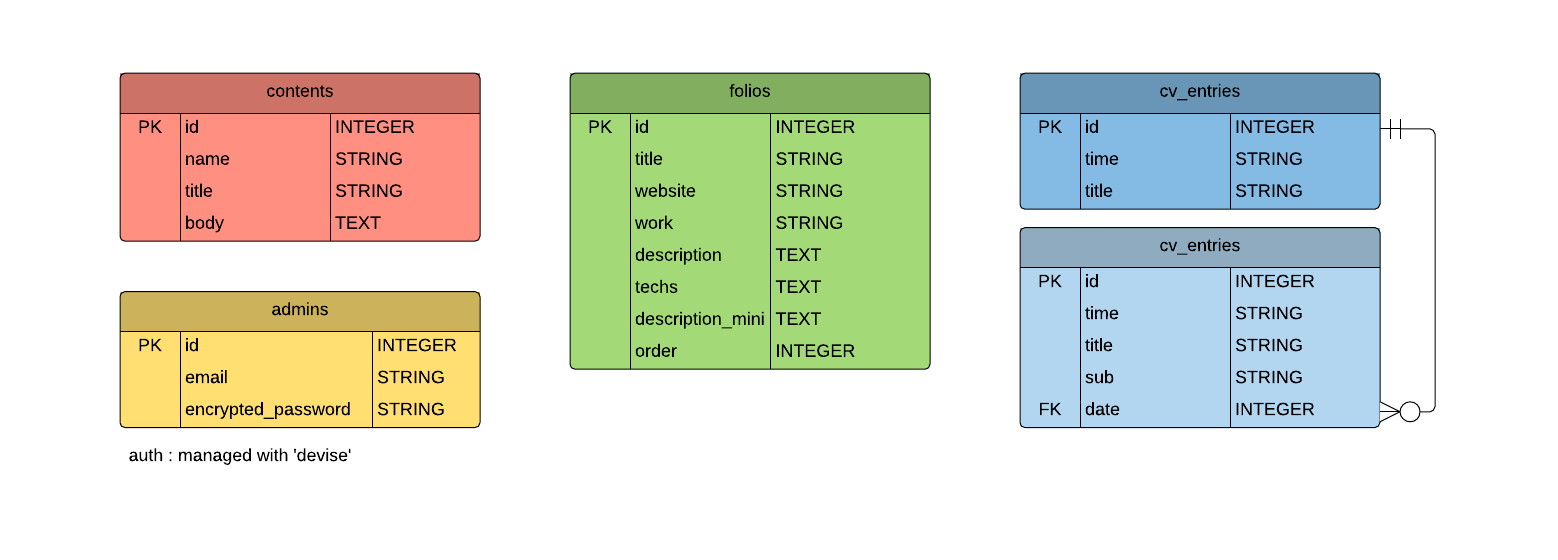 contents
PK id INTEGER
name STRING
title STRING
body TEXT
admins
PK id INTEGER
email STRING
encrypted_password STRING
auth : managed with 'devise'
folios
PK id INTEGER
title STRING
website STRING
work STRING
description TEXT
techs TEXT
description_mini TEXT
order INTEGER
cv_entries
PK id INTEGER
time STRING
title STRING
cv_entries
PK id INTEGER
time STRING
title STRING
sub STRING
FK date INTEGER